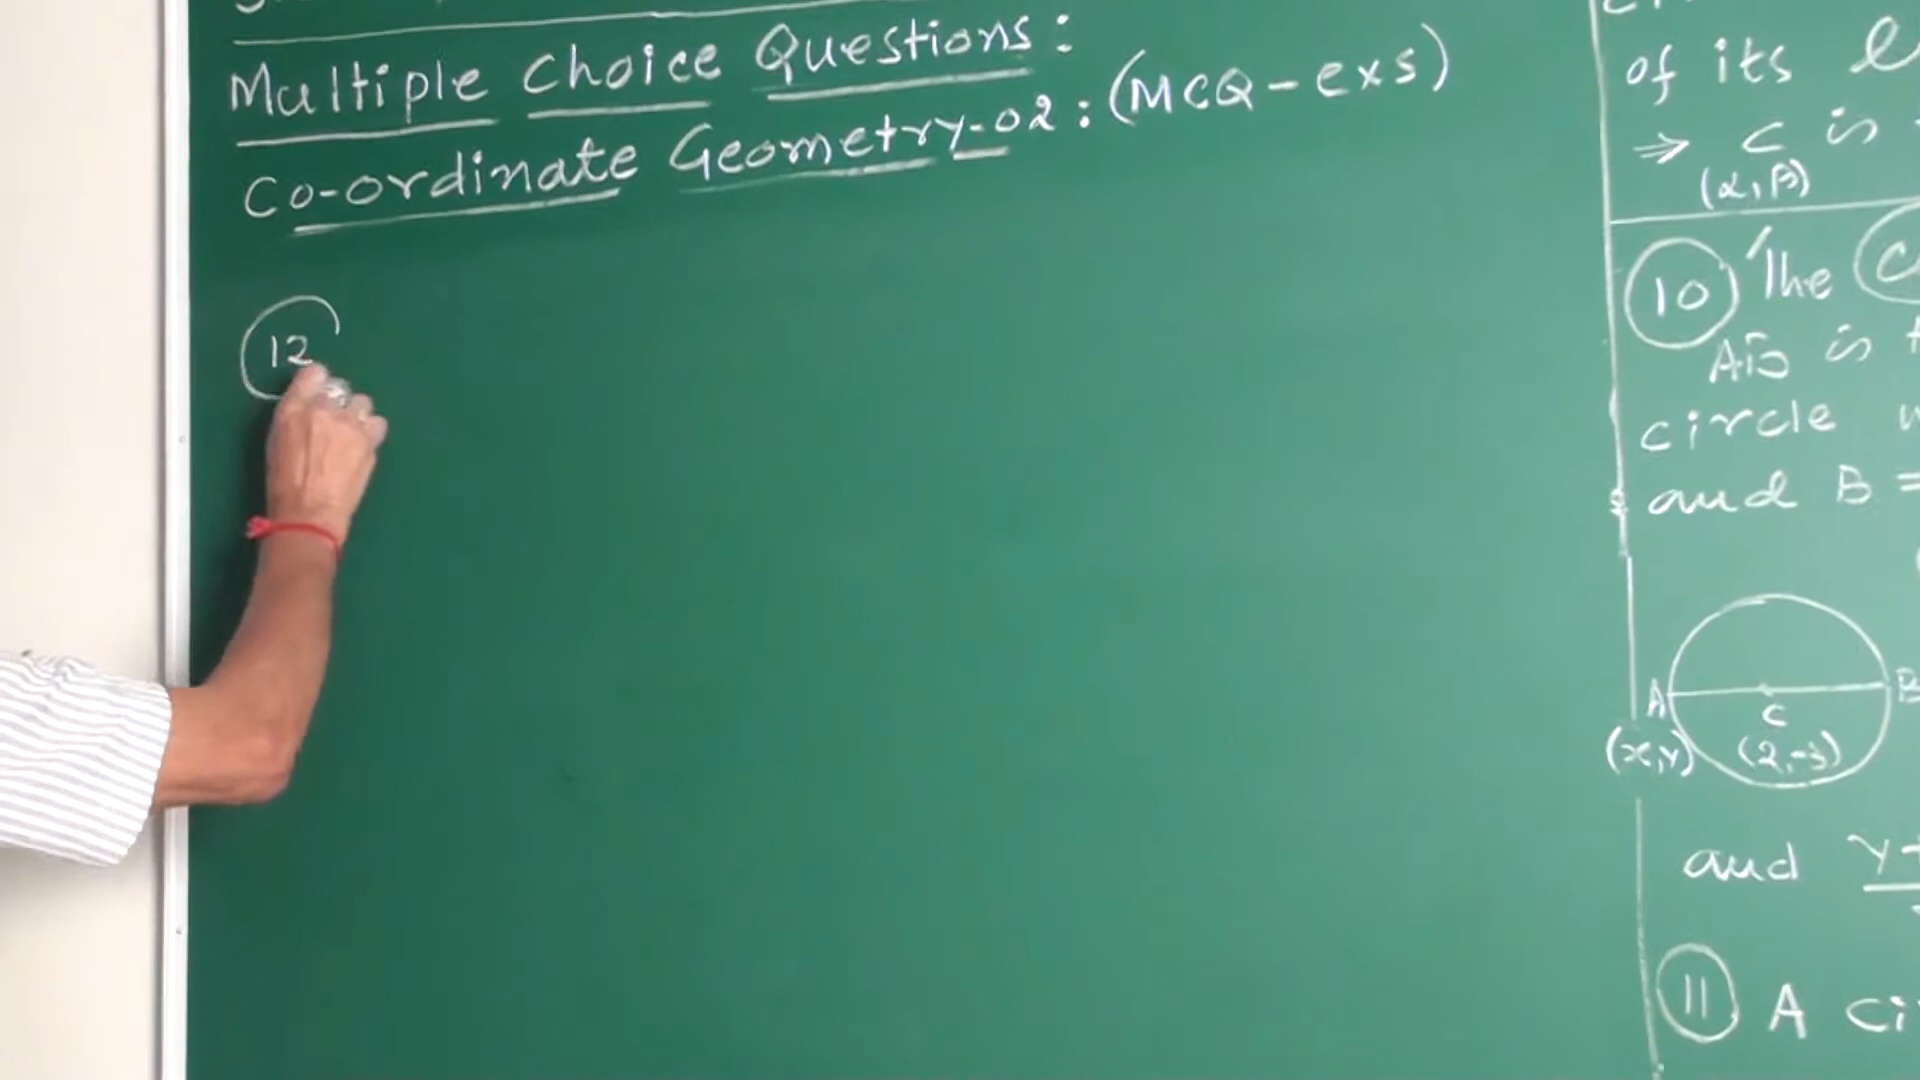 Multiple Choice Questions:
Co-ordinate Geometry-02: (MCQ-exs)
12
of its
⇒ C is
(α, β)
10 The
AB is
circle
and B =
A B
C
(x,y) (2,-3)
and
11 A Ci